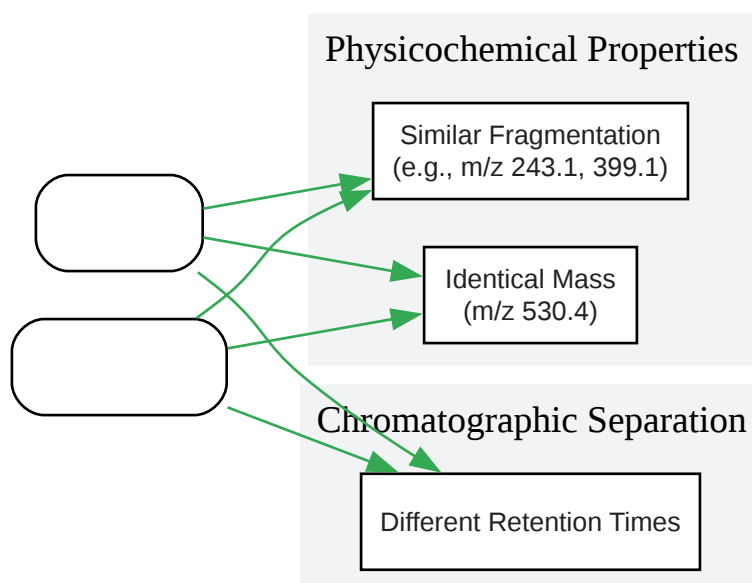 Physicochemical Properties
Similar Fragmentation
(e.g., m/z 243.1, 399.1)
Identical Mass
(m/z 530.4)
Chromatographic Separation
Different Retention Times